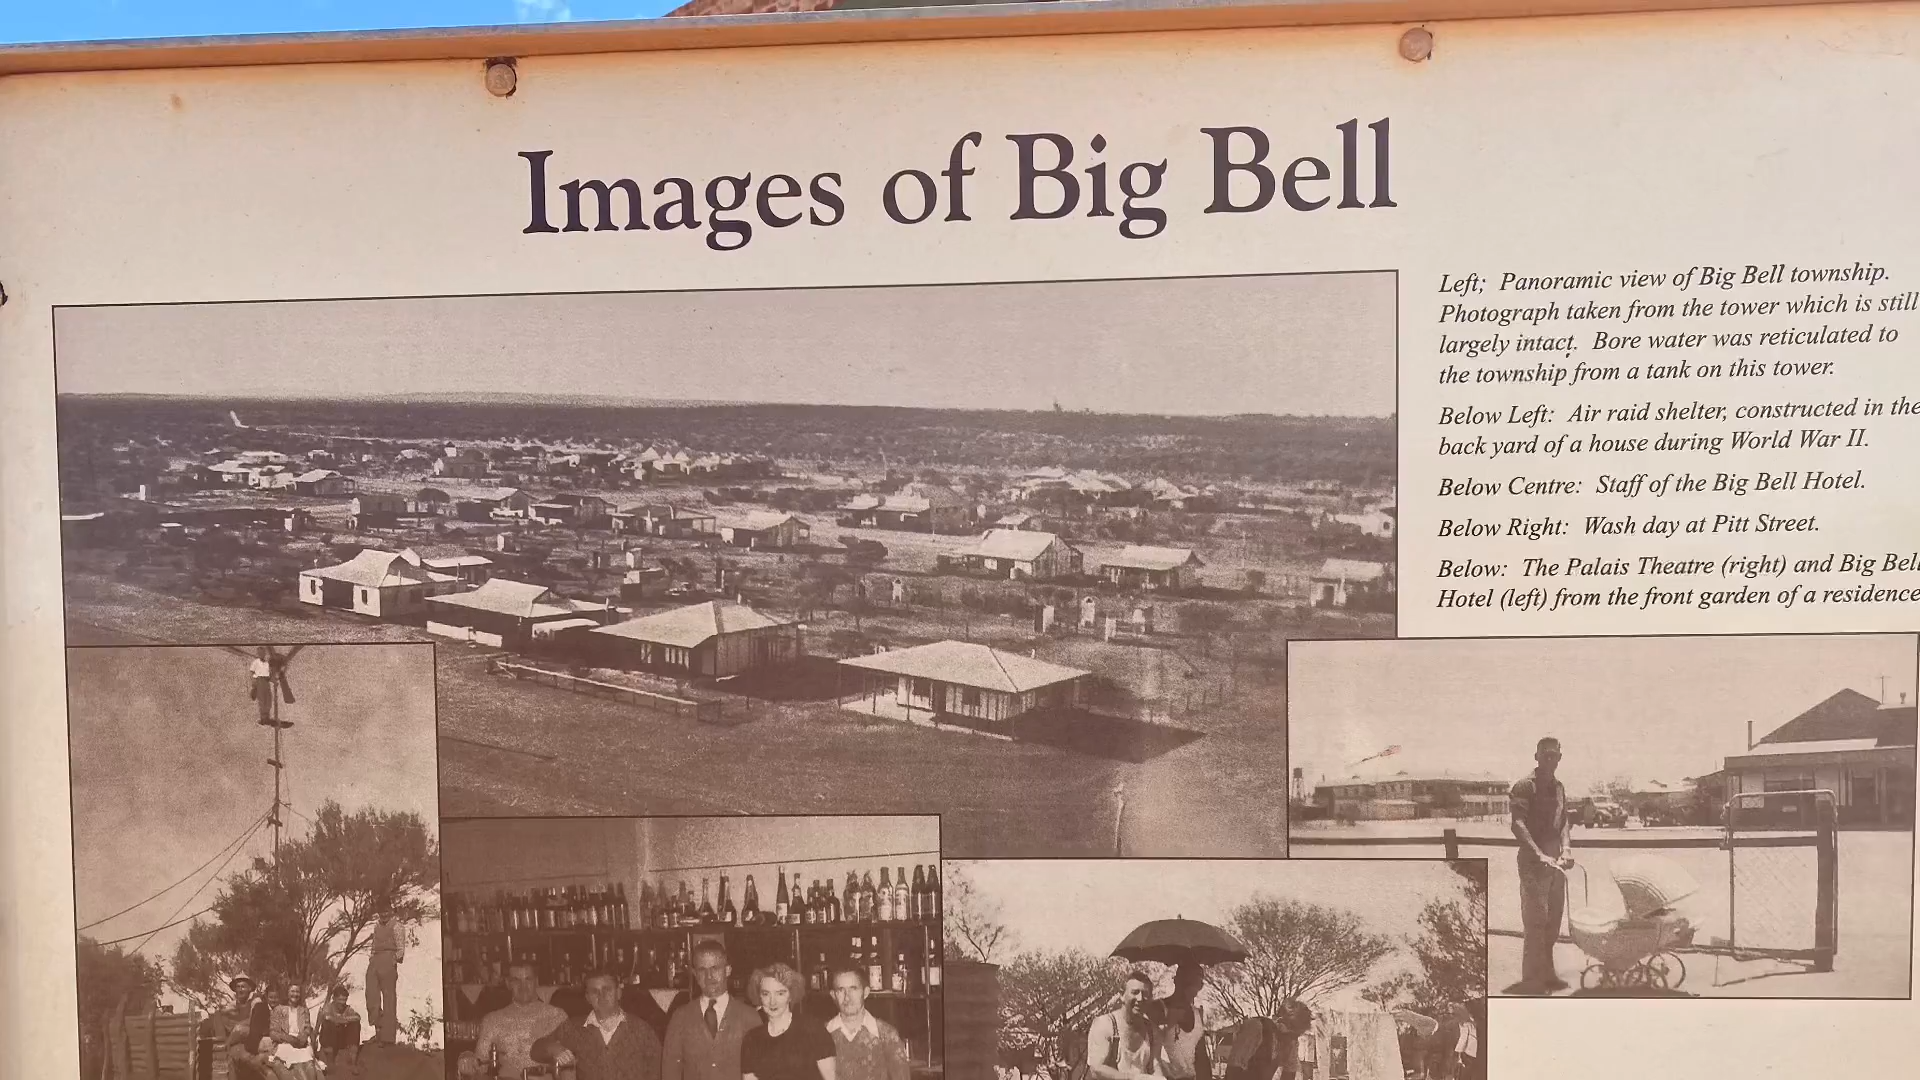 Images of Big Bell
Left; Panoramic view of Big Bell township.
Photograph taken from the tower which is still
largely intact. Bore water was reticulated to
the township from a tank on this tower.
Below Left: Air raid shelter, constructed in the
back yard of a house during World War II.
Below Centre: Staff of the Big Bell Hotel.
Below Right: Wash day at Pitt Street.
Below: The Palais Theatre (right) and Big Bell
Hotel (left) from the front garden of a residence